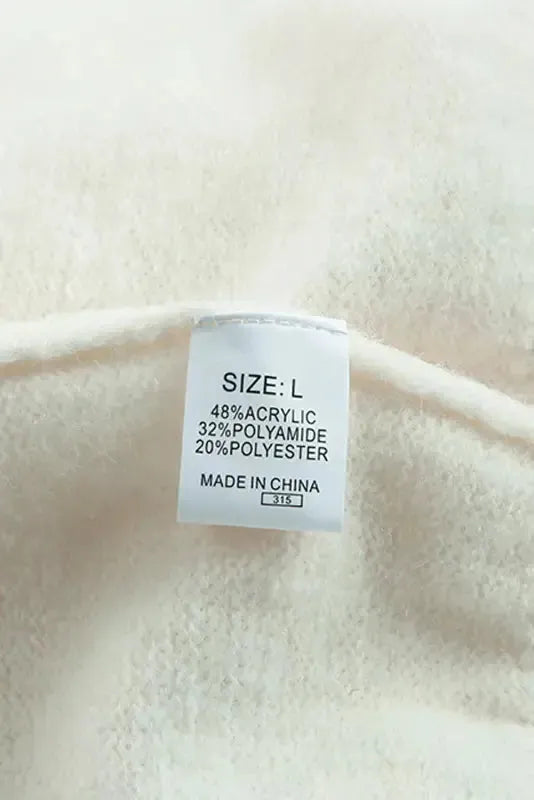 SIZE: L
48%ACRYLIC
32%POLYAMIDE
20%POLYESTER
MADE IN CHINA
315